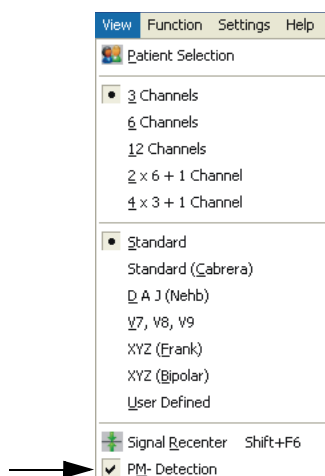 View Function Settings Help
Patient Selection
3 Channels
6 Channels
12 Channels
2 x 6 + 1 Channel
4 x 3 + 1 Channel
Standard
Standard (Cabrera)
D A J (Nehb)
V7, V8, V9
XYZ (Frank)
XYZ (Bipolar)
User Defined
Signal Recenter Shift+F6
PM- Detection